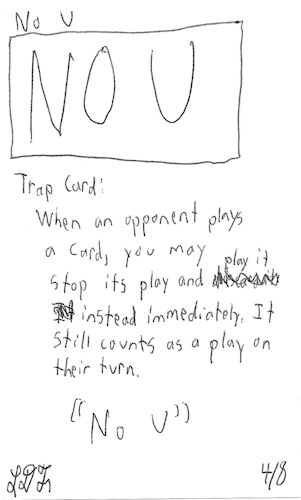 No U
NO U
Trap Card:
When an opponent plays
a card, you may
stop its play and play it
instead immediately. It
still counts as a play on
their turn.
"No U"
4/8